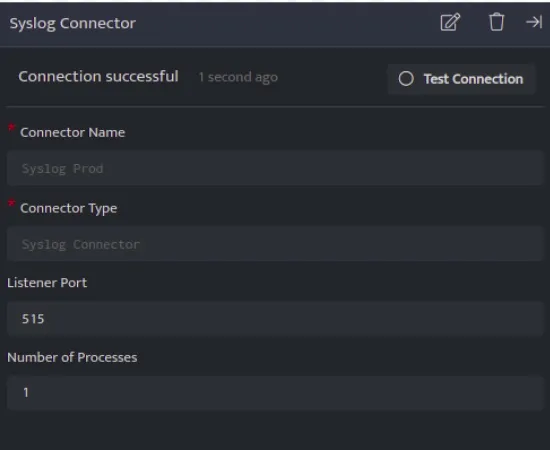 Syslog Connector
Connection successful 1 second ago Test Connection
* Connector Name
Syslog Prod
* Connector Type
Syslog Connector
Listener Port
515
Number of Processes
1